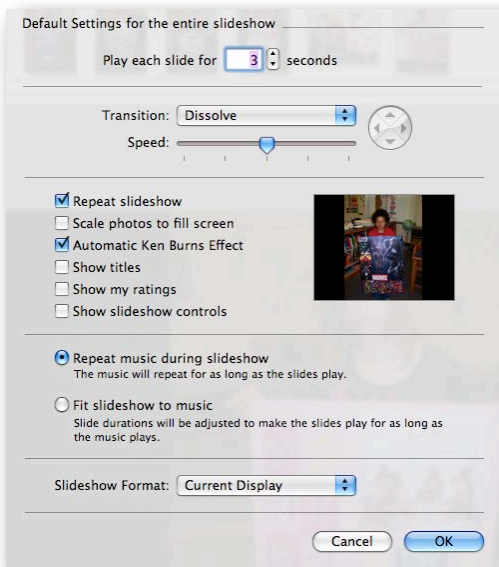 Default Settings for the entire slideshow
Play each slide for 3 seconds
Transition: Dissolve
Speed:
Repeat slideshow
Scale photos to fill screen
Automatic Ken Burns Effect
Show titles
Show my ratings
Show slideshow controls
Repeat music during slideshow
The music will repeat for as long as the slides play.
Fit slideshow to music
Slide durations will be adjusted to make the slides play for as long as
the music plays.
Slideshow Format: Current Display
Cancel OK